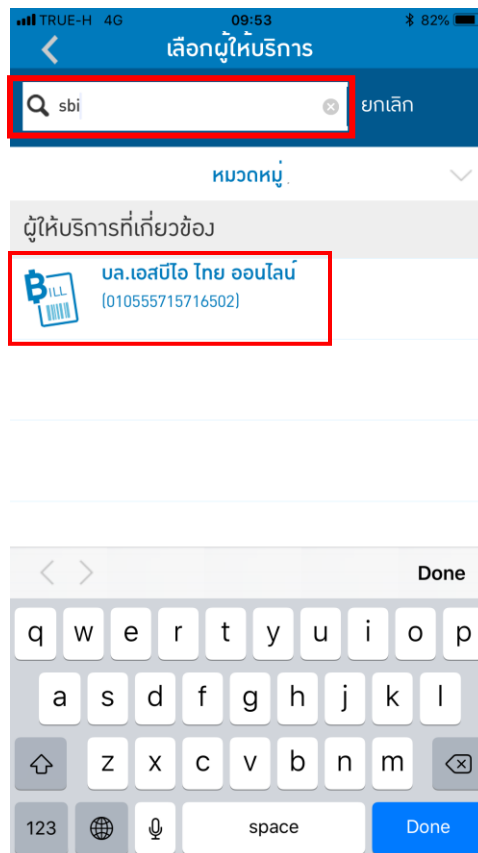 TRUE-H 4G 09:53 82%
เลือกผู้ให้บริการ
sbi ยกเลิก
หมวดหมู่
ผู้ให้บริการที่เกี่ยวข้อง
BILL
บล.เอสบีไอ ไทย ออนไลน์
(010555715716502)
Done
q w e r t y u i o p
a s d f g h j k l
z x c v b n m
123 space Done